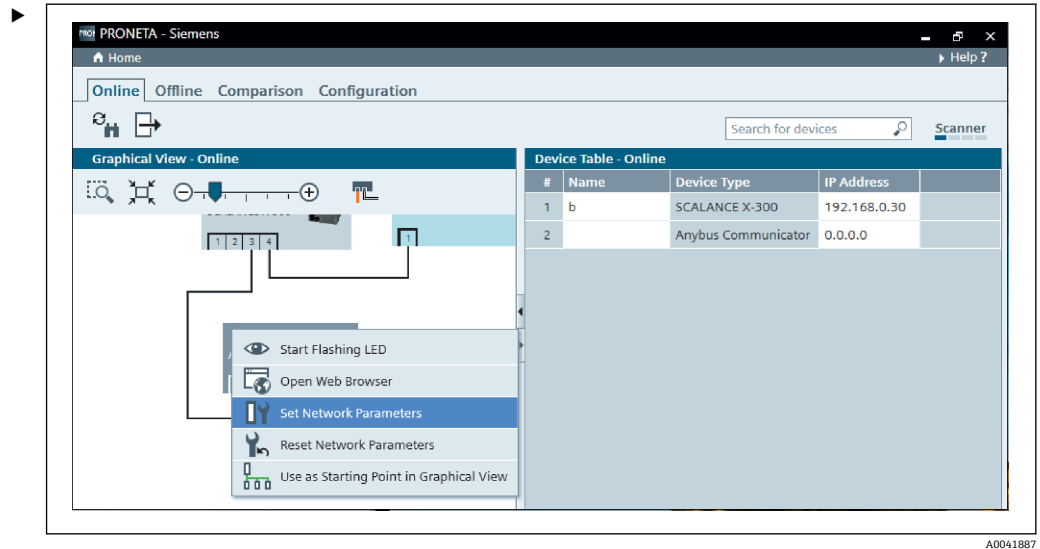 PRONETA - Siemens
Home
Help ?
Online Offline Comparison Configuration
Search for devices
Scanner
Graphical View - Online
Device Table - Online
# Name Device Type IP Address
1 b SCALANCE X-300 192.168.0.30
2 Anybus Communicator 0.0.0.0
1 2 3 4
1
Start Flashing LED
Open Web Browser
Set Network Parameters
Reset Network Parameters
Use as Starting Point in Graphical View
A0041887